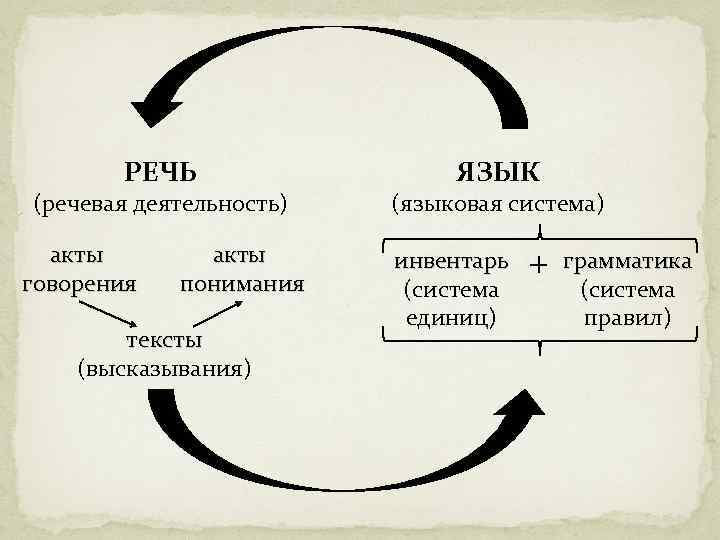 РЕЧЬ
(речевая деятельность)
акты говорения
акты понимания
тексты
(высказывания)
ЯЗЫК
(языковая система)
инвентарь
(система
единиц)
+
грамматика
(система
правил)